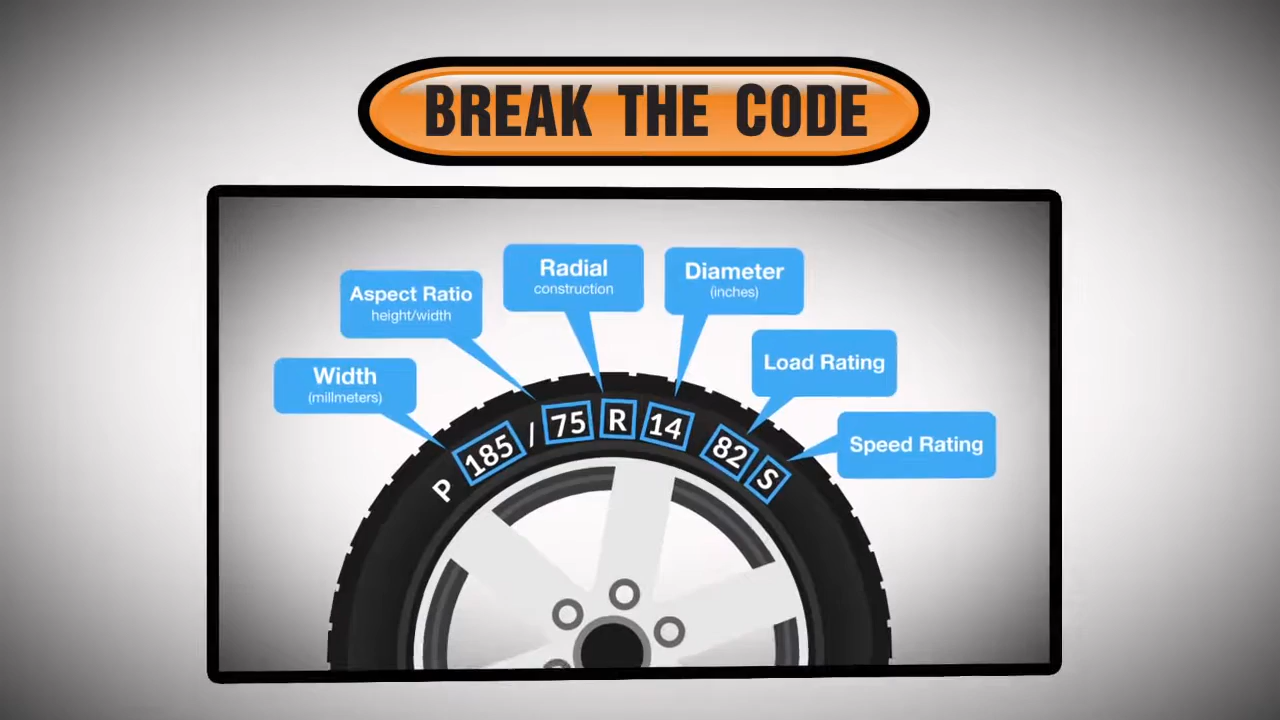 BREAK THE CODE
Aspect Ratio
height/width
Radial
construction
Diameter
(inches)
Width
(millmeters)
Load Rating
Speed Rating
P 185 / 75 R 14 82 S